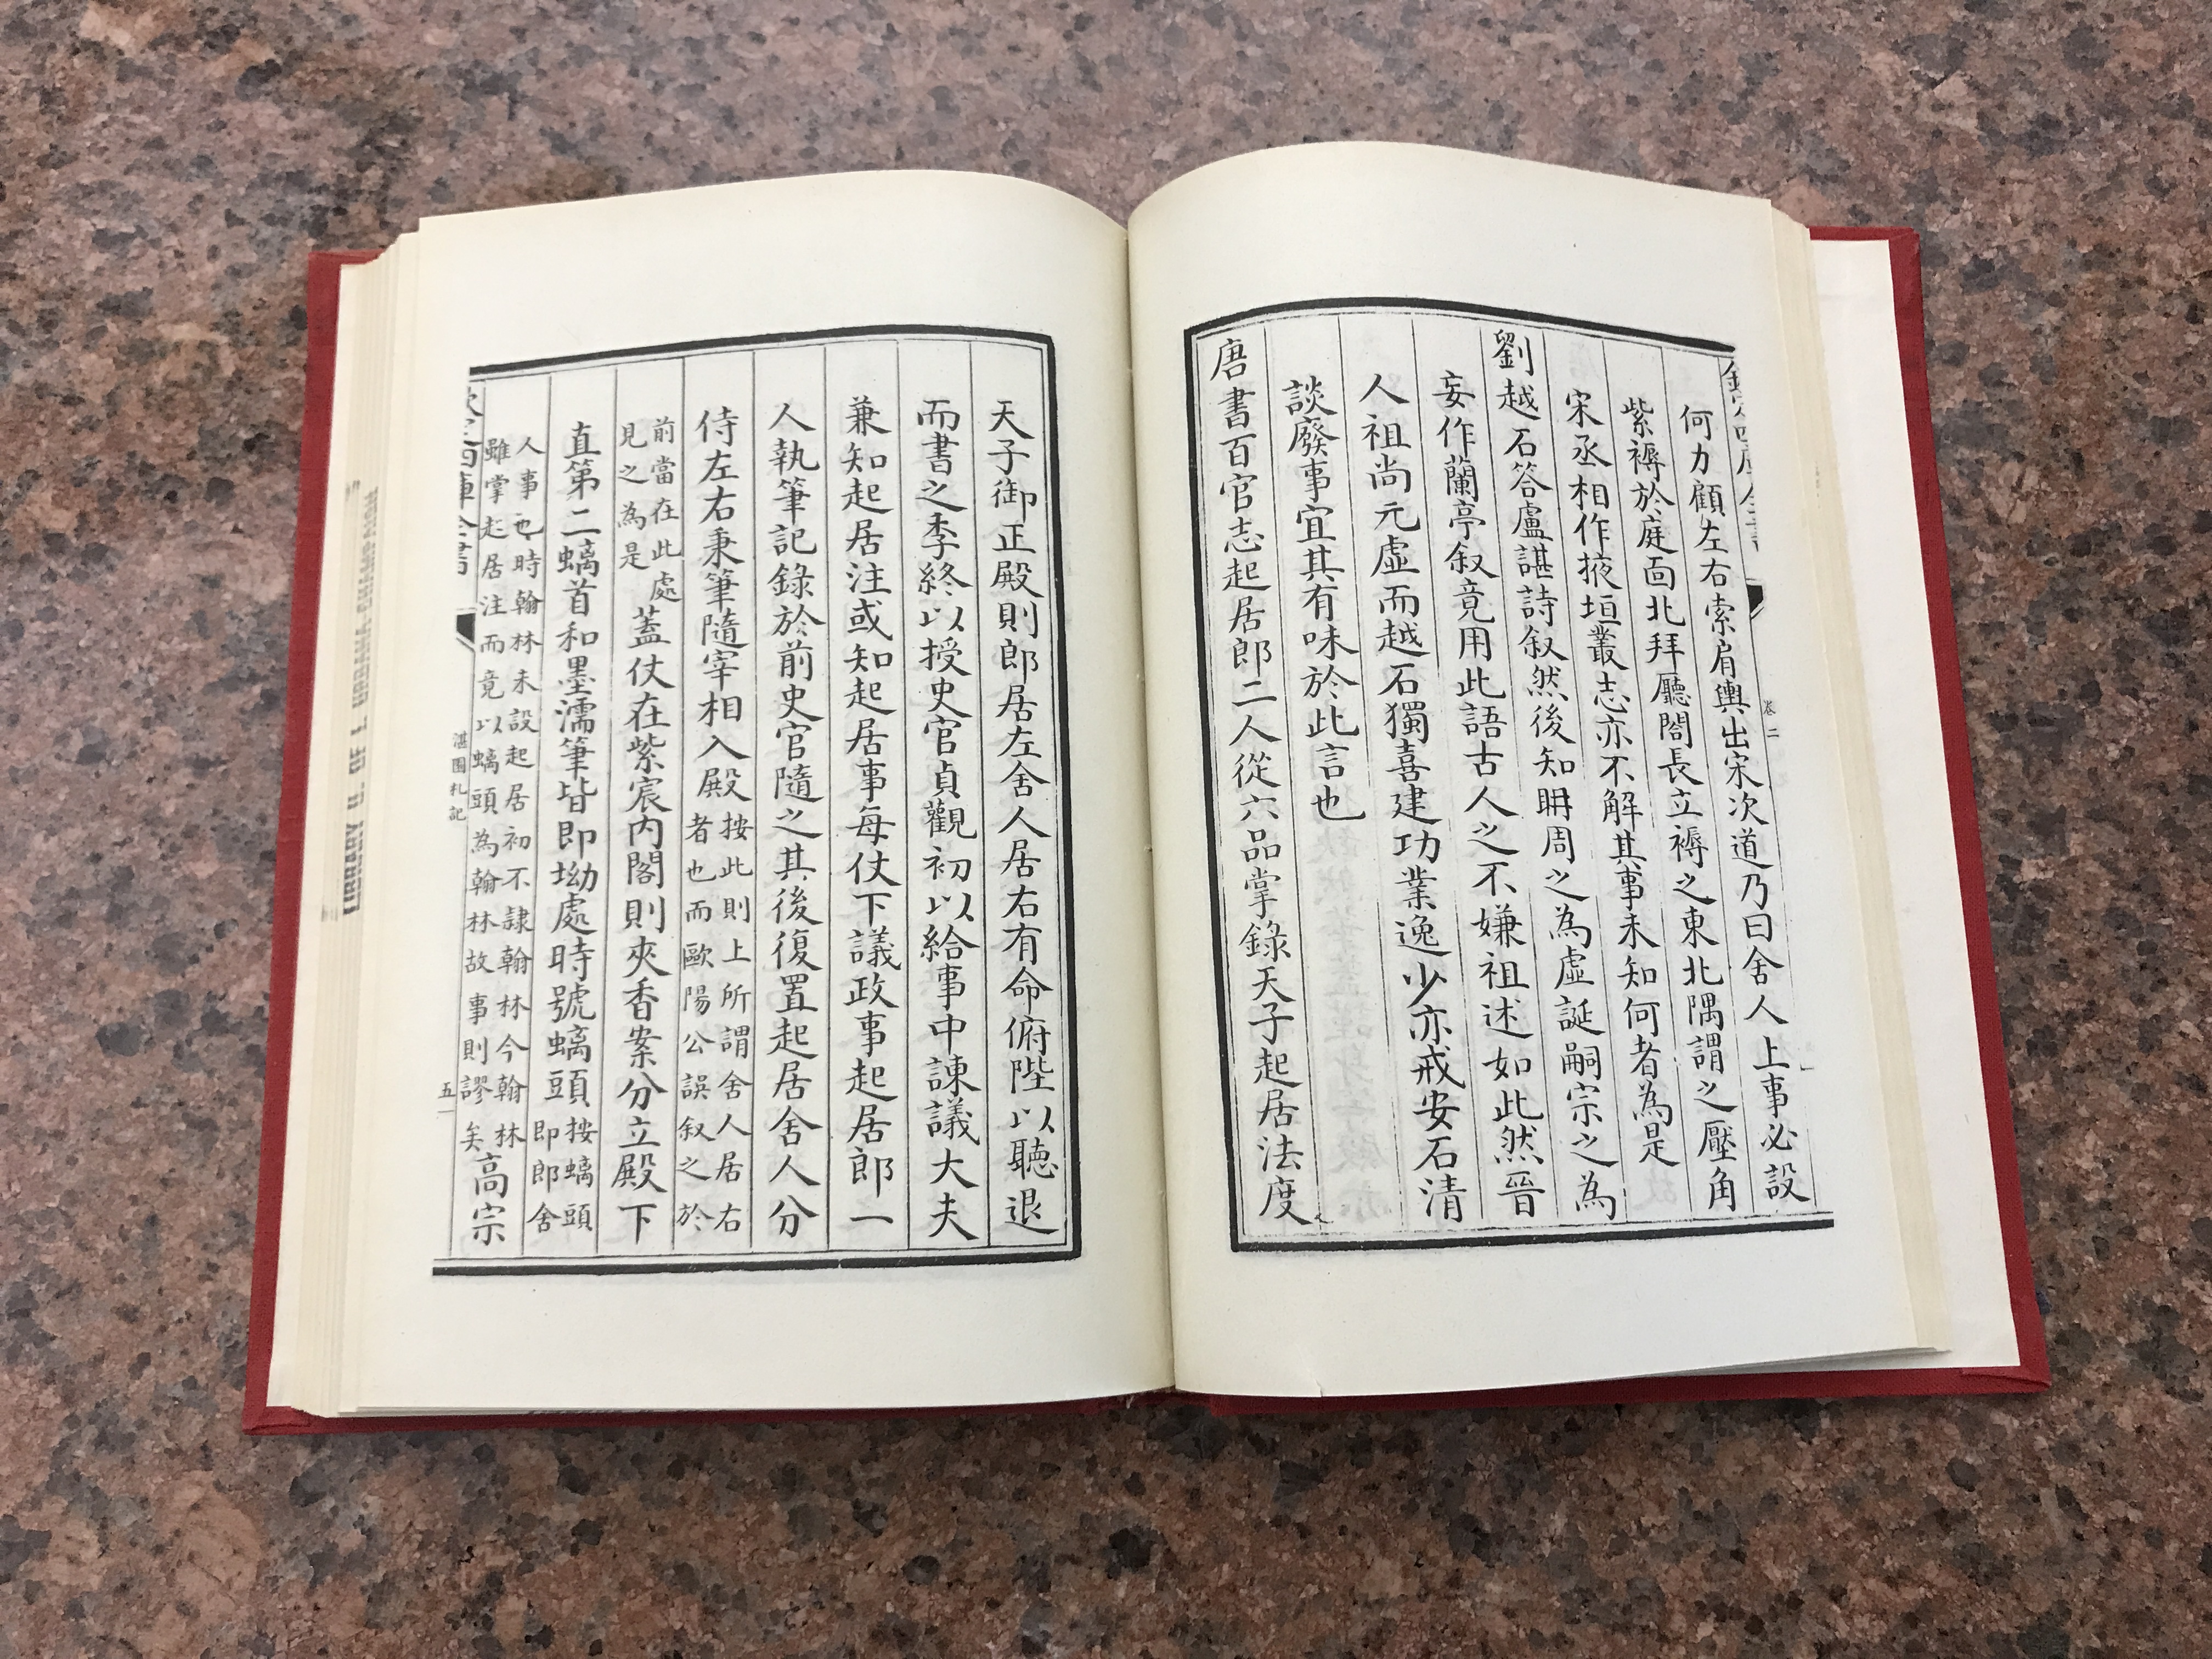 何力顧左右索肩輿出宋次道乃曰舍人上事必設
紫褥於庭面北拜廳閤長立褥之東北隅謂之壓角
宋丞相作掖垣叢志亦不解其事未知何者為是
劉越石答盧諶詩叙然後知聃周之為虛誕嗣宗之為
妄作蘭亭叙竟用此語古人之不嫌祖述如此然晉
人祖尚元虛而越石獨喜建功業逸少亦戒安石清
談廢事宜其有味於此言也
唐書百官志起居郎二人從六品掌錄天子起居法度
卷二
天子御正殿則郎居左舍人居右有命俯陛以聽退
而書之季終以授史官貞觀初以給事中諫議大夫
兼知起居注或知起居事每仗下議政事起居郎一
人執筆記錄於前史官隨之其後復置起居舍人分
侍左右秉筆隨宰相入殿按此則上所謂舍人居右者也而歐陽公誤叙之於
前當在此處見之為是蓋仗在紫宸內閣則夾香案分立殿下
直第二螭首和墨濡筆皆即坳處時號螭頭按螭頭即郎舍
人事也時翰林未設起居初不隸翰林今翰林雖掌起居注而竟以螭頭為翰林故事則謬矣高宗
欽定四庫全書
湛園札記
五